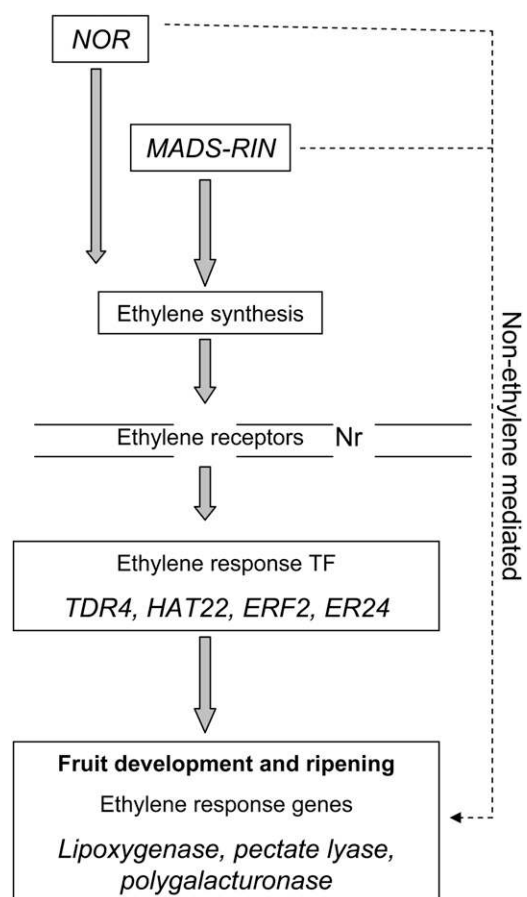 NOR
MADS-RIN
Ethylene synthesis
Ethylene receptors Nr
Ethylene response TF
TDR4, HAT22, ERF2, ER24
Fruit development and ripening
Ethylene response genes
Lipoxygenase, pectate lyase,
polygalacturonase
Non-ethylene mediated